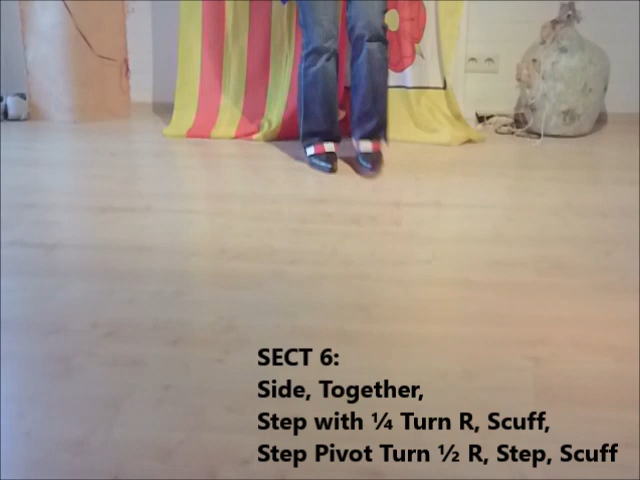 SECT 6:
Side, Together,
Step with ¼ Turn R, Scuff,
Step Pivot Turn ½ R, Step, Scuff